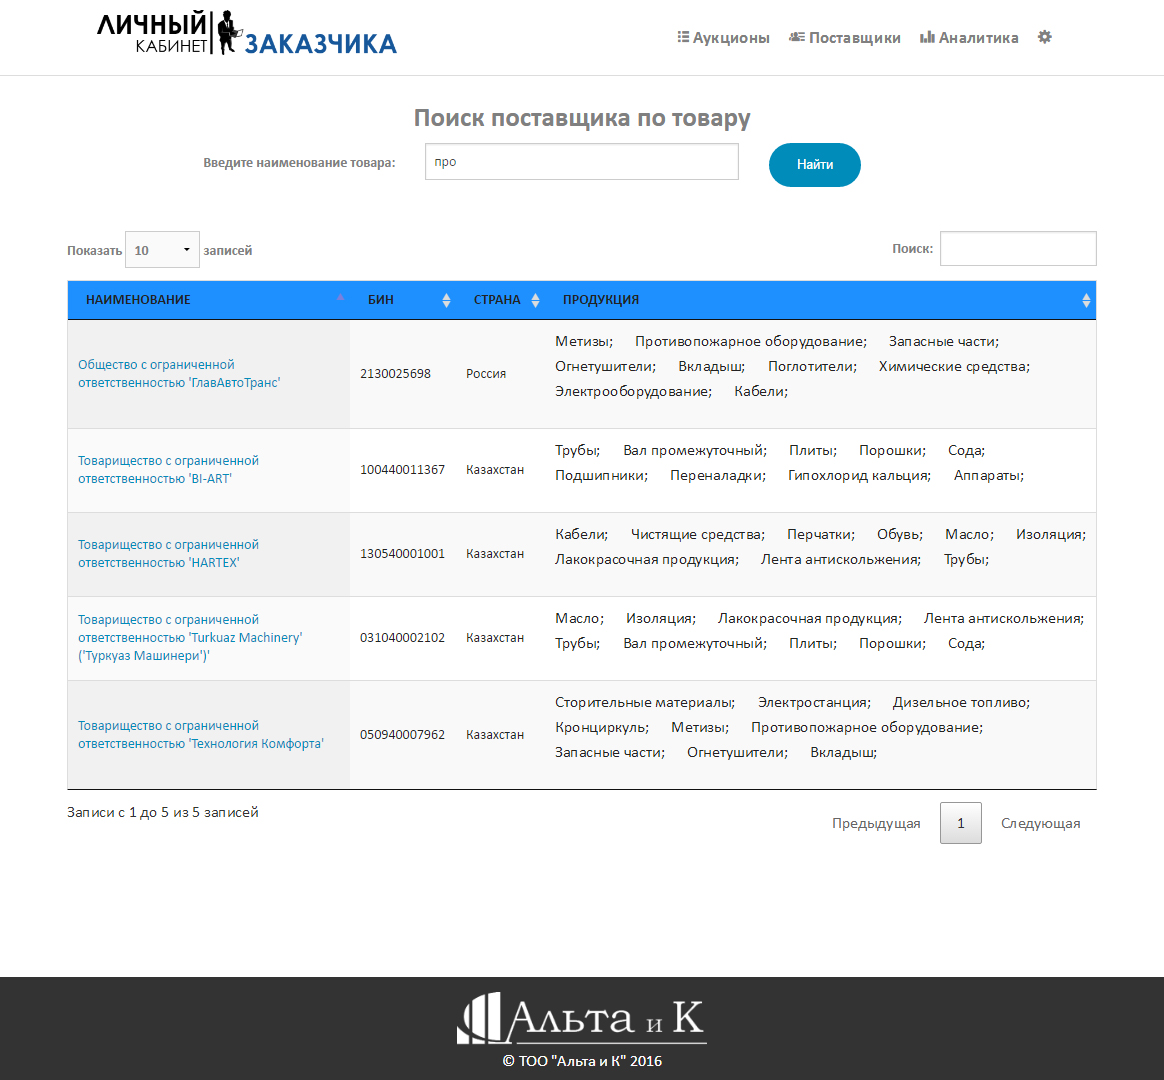 ЛИЧНЫЙ
КАБИНЕТ ЗАКАЗЧИКА
Аукционы Поставщики Аналитика
Поиск поставщика по товару
Введите наименование товара: про Найти
Показать 10 записей Поиск:
НАИМЕНОВАНИЕ БИН СТРАНА ПРОДУКЦИЯ
Общество с ограниченной
ответственностью 'ГлавАвтоТранс'
2130025698 Россия
Метизы; Противопожарное оборудование; Запасные части;
Огнетушители; Вкладыш; Поглотители; Химические средства;
Электрооборудование; Кабели;
Товарищество с ограниченной
ответственностью 'BI-ART'
100440011367 Казахстан
Трубы; Вал промежуточный; Плиты; Порошки; Сода;
Подшипники; Переналадки; Гипохлорид кальция; Аппараты;
Товарищество с ограниченной
ответственностью 'HARTEX'
130540001001 Казахстан
Кабели; Чистящие средства; Перчатки; Обувь; Масло; Изоляция;
Лакокрасочная продукция; Лента антискольжения; Трубы;
Товарищество с ограниченной
ответственностью 'Turkuaz Machinery'
('Туркуаз Машинери')'
031040002102 Казахстан
Масло; Изоляция; Лакокрасочная продукция; Лента антискольжения;
Трубы; Вал промежуточный; Плиты; Порошки; Сода;
Товарищество с ограниченной
ответственностью 'Технология Комфорта'
050940007962 Казахстан
Сторительные материалы; Электростанция; Дизельное топливо;
Кронциркуль; Метизы; Противопожарное оборудование;
Запасные части; Огнетушители; Вкладыш;
Записи с 1 до 5 из 5 записей
Предыдущая 1 Следующая
Альта и К
© ТОО "Альта и К" 2016